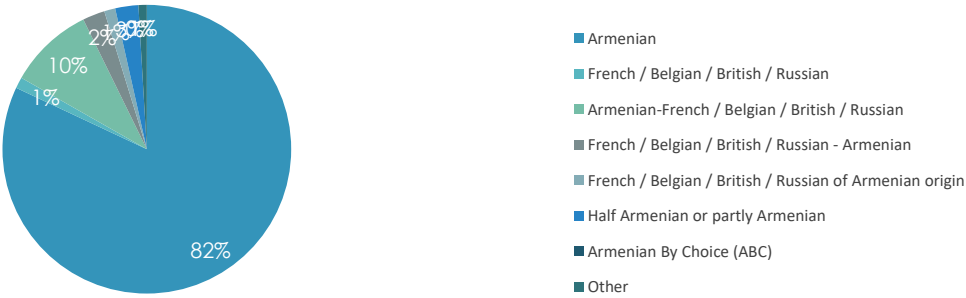 10%
2%
1%
1%
82%
Armenian
French / Belgian / British / Russian
Armenian-French / Belgian / British / Russian
French / Belgian / British / Russian - Armenian
French / Belgian / British / Russian of Armenian origin
Half Armenian or partly Armenian
Armenian By Choice (ABC)
Other